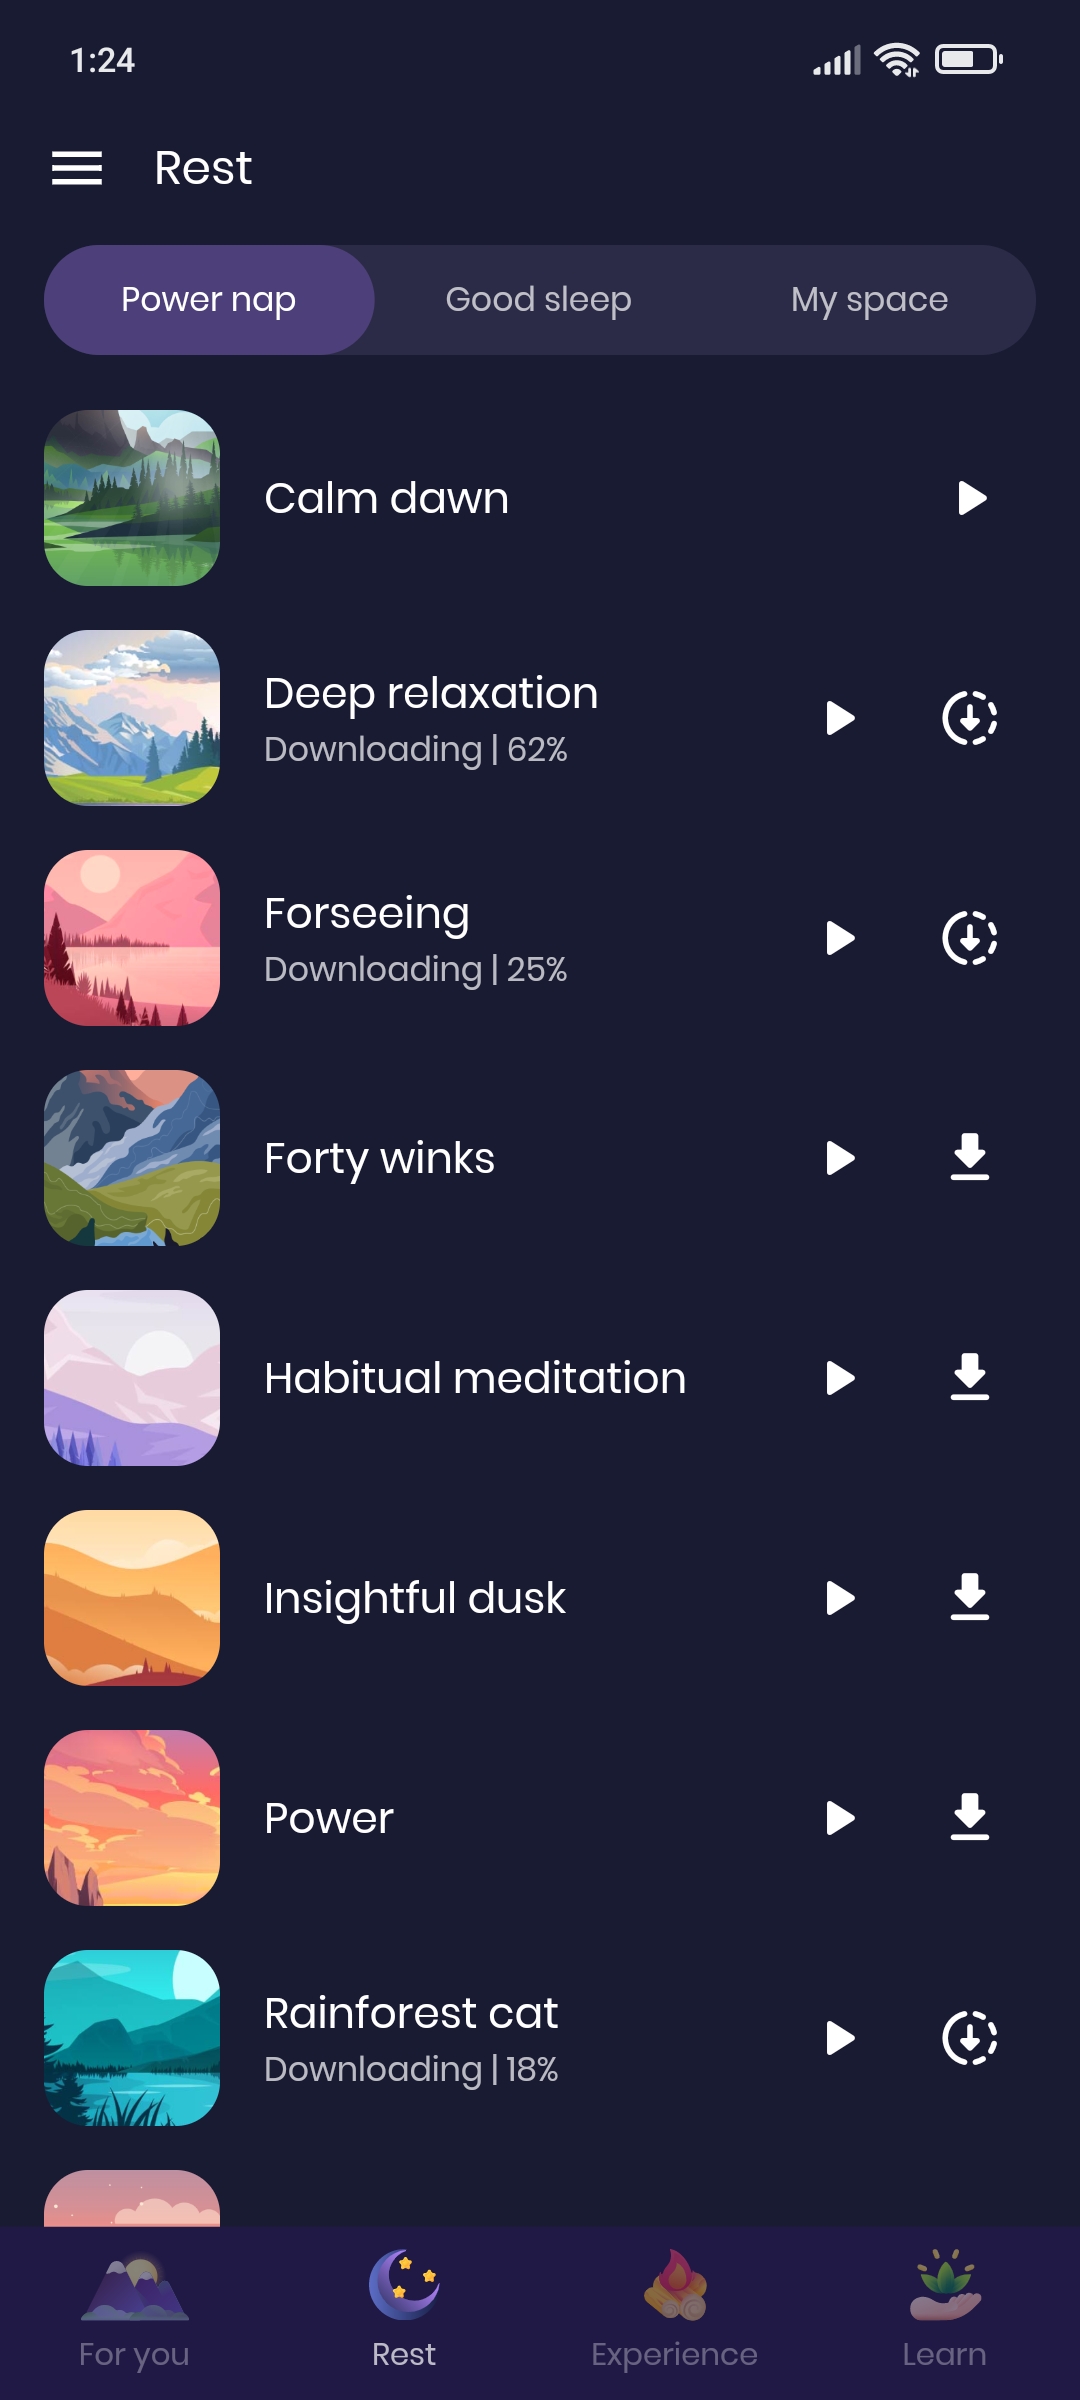 1:24
Rest
Power nap
Good sleep
My space
Calm dawn
Deep relaxation
Downloading | 62%
Forseeing
Downloading | 25%
Forty winks
Habitual meditation
Insightful dusk
Power
Rainforest cat
Downloading | 18%
For you
Rest
Experience
Learn